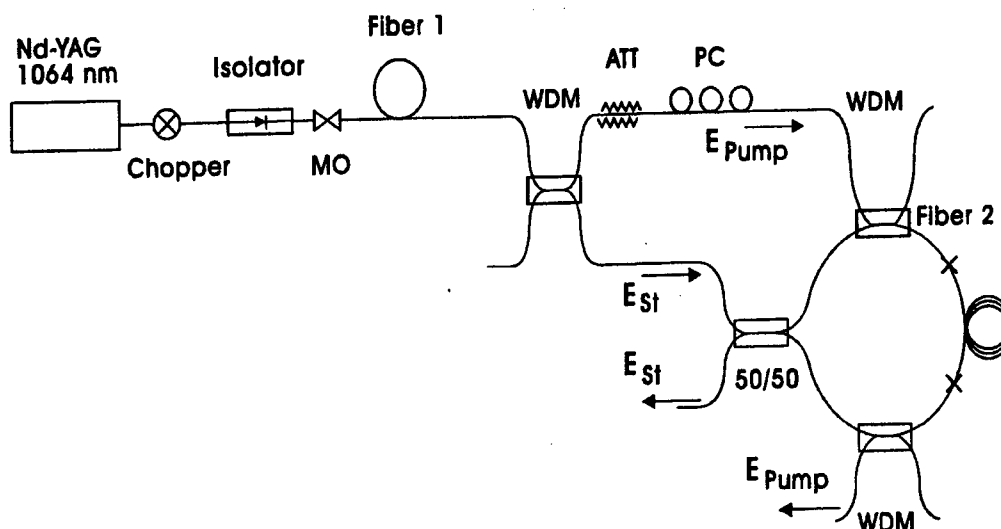 Fiber 1
Nd-YAG
1064 nm
Isolator
ATT
PC
WDM
WDM
Chopper
MO
E Pump
Fiber 2
E St
E St
50/50
E Pump
WDM